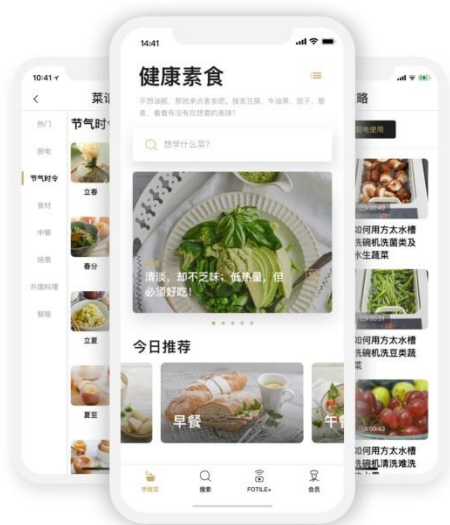 10:41
菜谱
热门
厨电
节气时令
食材
中餐
场景
外国料理
智能
节气时令
立春
春分
立夏
夏至
14:41
健康素食
不想油腻，那就来点素食吧。搜索豆腐、牛油果、茄子、蘑
菇，看看有没有你想要的美味？
想学什么菜？
清淡，却不乏味；低热量，但
必须好吃！
今日推荐
早餐
午
学做菜
搜索
FOTILE+
会员
略
厨电使用
如何用方太水槽
洗碗机洗菌类及
水生蔬菜
00:51
如何用方太水槽
洗碗机洗豆类蔬
菜
00:43
如何用方太水槽
洗碗机清洗难洗